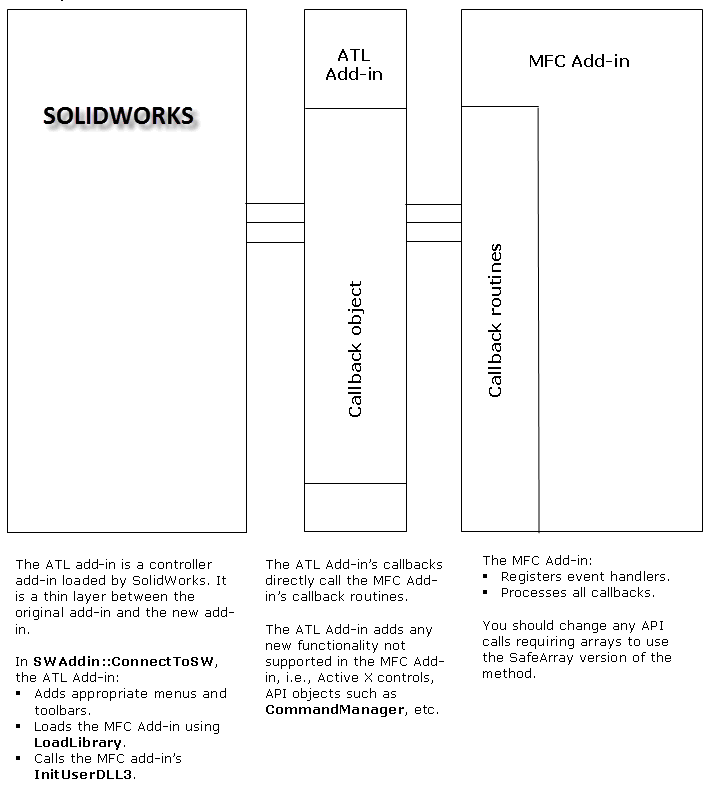 ATL
Add-in
MFC Add-in
SOLIDWORKS
Callback object
Callback routines
The ATL add-in is a controller
add-in loaded by SolidWorks. It
is a thin layer between the
original add-in and the new add-
in.
In SWAddin::ConnectToSW,
the ATL Add-in:
▪ Adds appropriate menus and
toolbars.
▪ Loads the MFC Add-in using
LoadLibrary.
▪ Calls the MFC add-in's
InitUserDLL3.
The ATL Add-in's callbacks
directly call the MFC Add-
in's callback routines.
The ATL Add-in adds any
new functionality not
supported in the MFC Add-
in, i.e., Active X controls,
API objects such as
CommandManager, etc.
The MFC Add-in:
▪ Registers event handlers.
▪ Processes all callbacks.
You should change any API
calls requiring arrays to use
the SafeArray version of the
method.